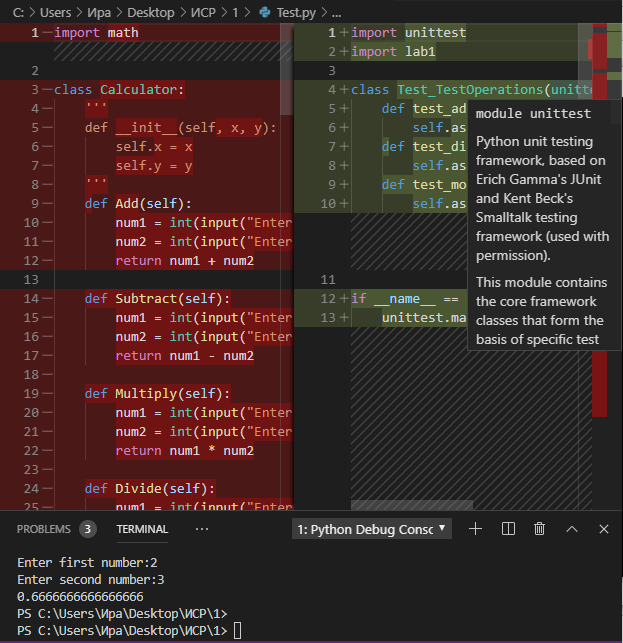 C: > Users > Ира > Desktop > ИСР > 1 > Test.py > ...
1 — import math
2
3 — class Calculator:
4 — '''
5 — def __init__(self, x, y):
6 — self.x = x
7 — self.y = y
8 — '''
9 — def Add(self):
10 — num1 = int(input("Enter
11 — num2 = int(input("Enter
12 — return num1 + num2
13
14 — def Subtract(self):
15 — num1 = int(input("Enter
16 — num2 = int(input("Enter
17 — return num1 - num2
18 —
19 — def Multiply(self):
20 — num1 = int(input("Enter
21 — num2 = int(input("Enter
22 — return num1 * num2
23 —
24 — def Divide(self):
25 — num1 = int(input("Enter
1 + import unittest
2 + import lab1
3
4 + class Test_TestOperations(unitte
5 + def test_ad
6 + self.as
7 + def test_di
8 + self.as
9 + def test_mo
10 + self.as
11
12 + if __name__ ==
13 + unittest.ma
module unittest
Python unit testing
framework, based on
Erich Gamma's JUnit
and Kent Beck's
Smalltalk testing
framework (used with
permission).
This module contains
the core framework
classes that form the
basis of specific test
PROBLEMS 3 TERMINAL ... 1: Python Debug Consc
Enter first number:2
Enter second number:3
0.6666666666666666
PS C:\Users\Ира\Desktop\ИСР\1>
PS C:\Users\Ира\Desktop\ИСР\1>